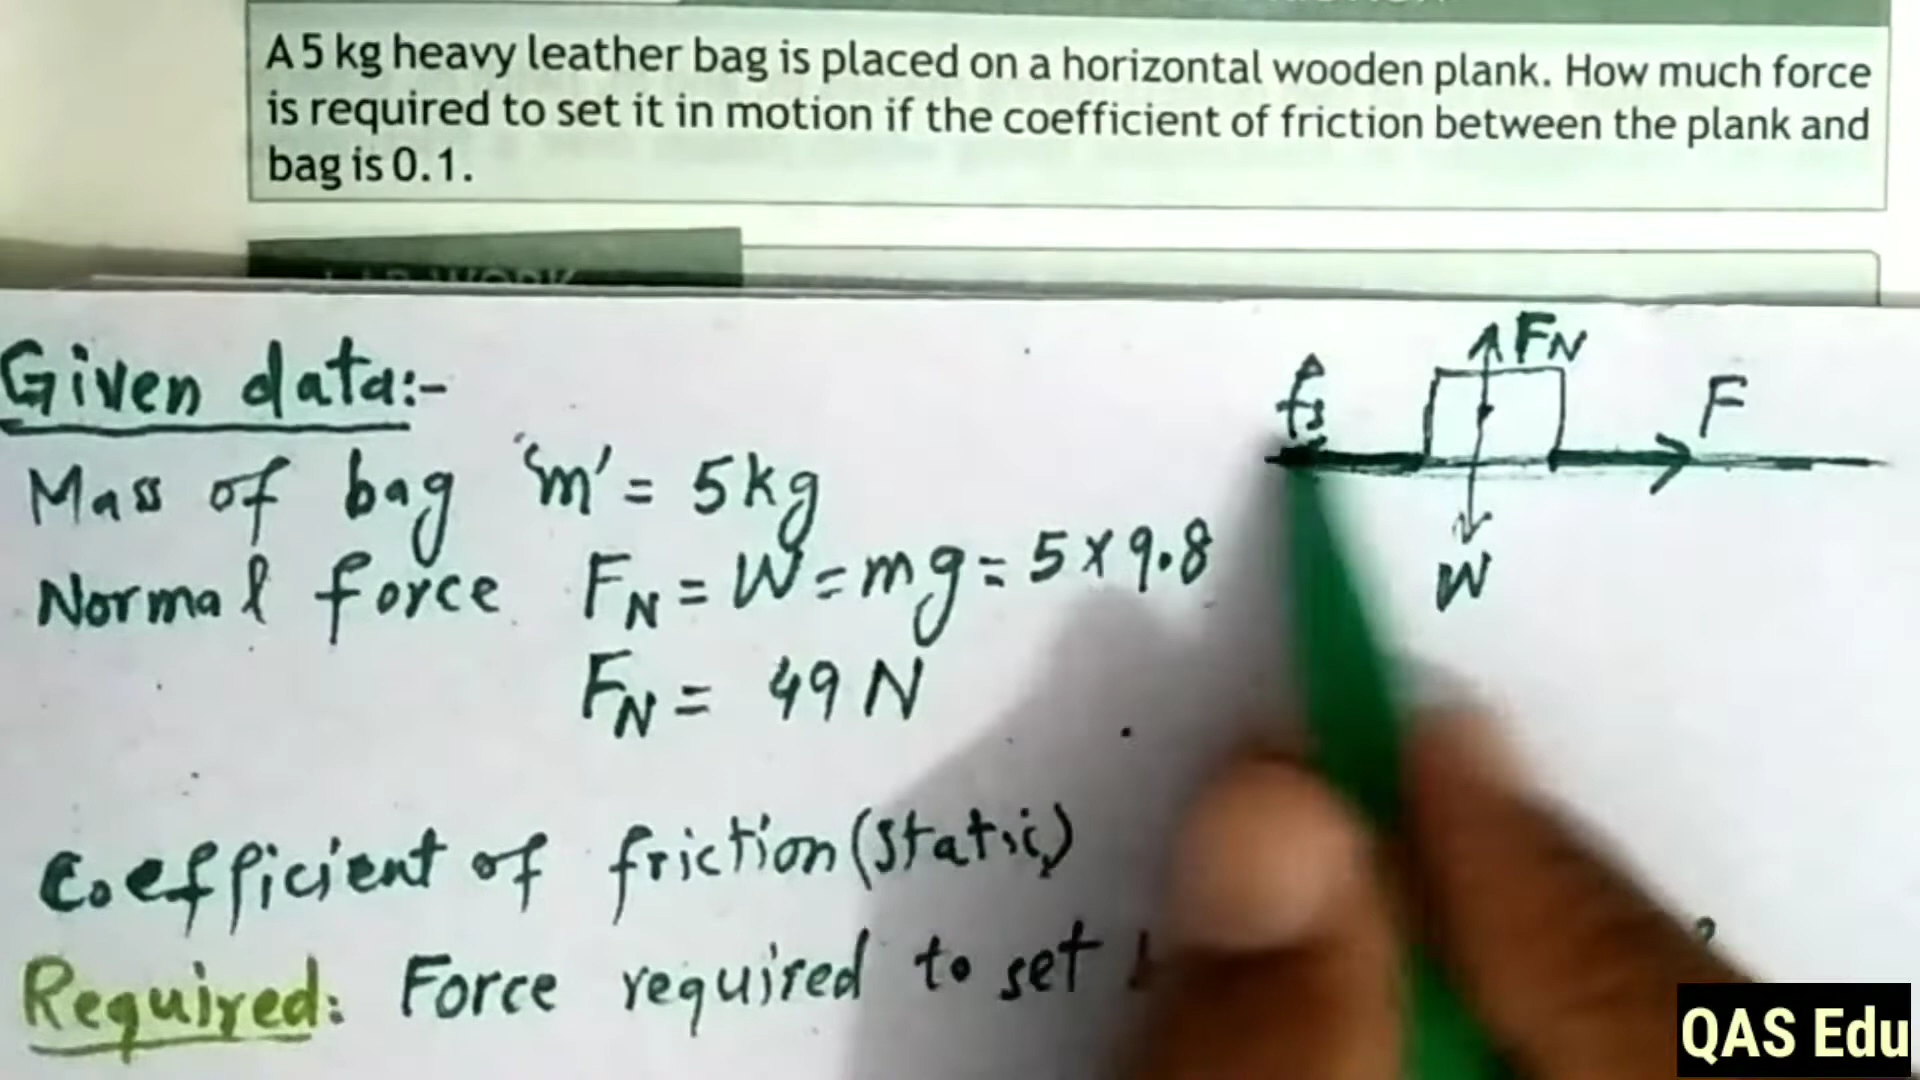 A 5 kg heavy leather bag is placed on a horizontal wooden plank. How much force
is required to set it in motion if the coefficient of friction between the plank and
bag is 0.1.
LAB WORK
Given data:-
Mass of bag 'm' = 5kg
Normal force FN = W = mg = 5 × 9.8
FN = 49 N
Coefficient of friction (static)
Required: Force required to set
FN
fs
F
W
QAS Edu